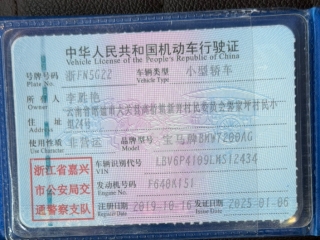 中华人民共和国机动车行驶证
Vehicle License of the People's Republic of China
号牌号码 浙FN5G22 车辆类型 小型轿车
Plate No. Vehicle Type
所有人 李胜艳
Owner
住址
使用性质 非营运 品牌型号 宝马牌BMW7200AG
Use Character Model
浙江省嘉兴
市公安局交
通警察支队
车辆识别代号 LBV6P4109LMS12434
VIN
发动机号码 F648K151
Engine No.
注册日期 2019-10-16 发证日期 2025-01-06
Register Date Issue Date